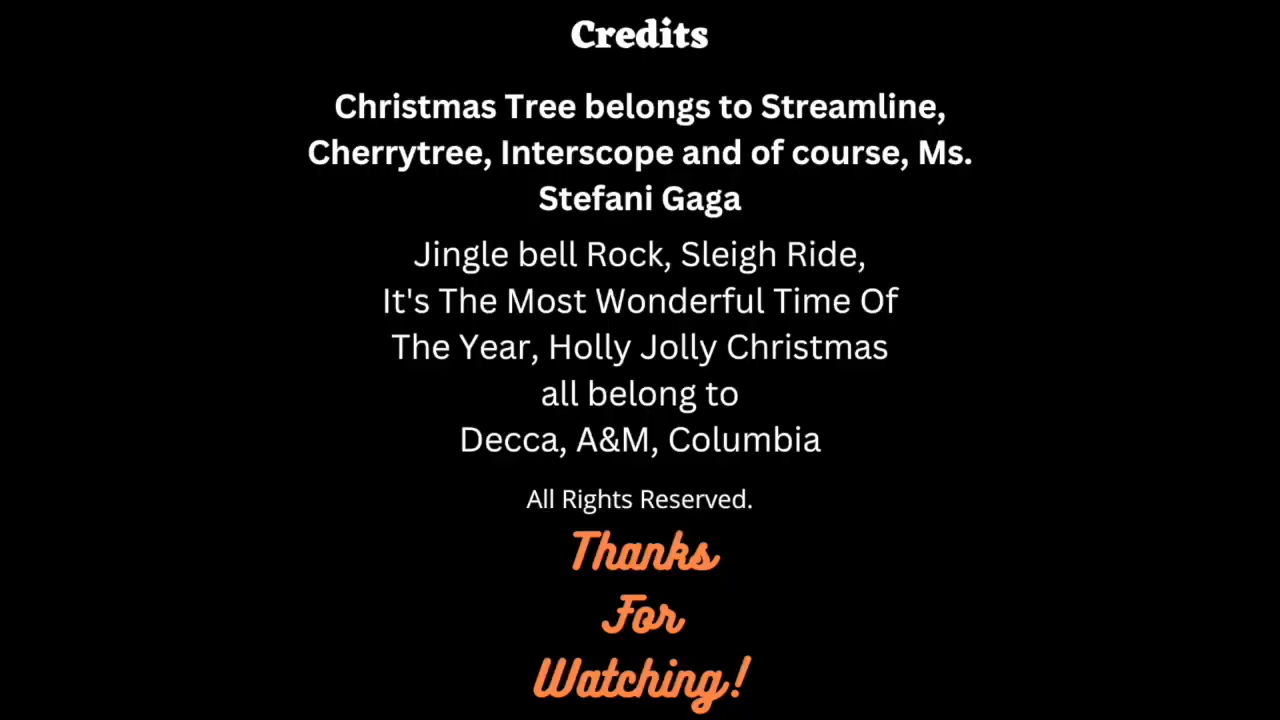 Credits
Christmas Tree belongs to Streamline,
Cherrytree, Interscope and of course, Ms.
Stefani Gaga
Jingle bell Rock, Sleigh Ride,
It's The Most Wonderful Time Of
The Year, Holly Jolly Christmas
all belong to
Decca, A&M, Columbia
All Rights Reserved.
Thanks
For
Watching!